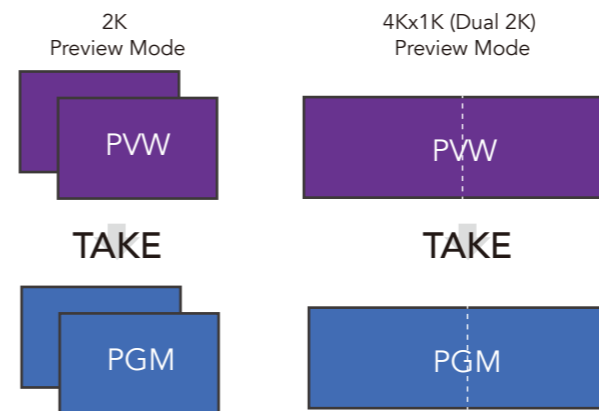 2K
Preview Mode
PVW
TAKE
PGM
4Kx1K (Dual 2K)
Preview Mode
PVW
TAKE
PGM